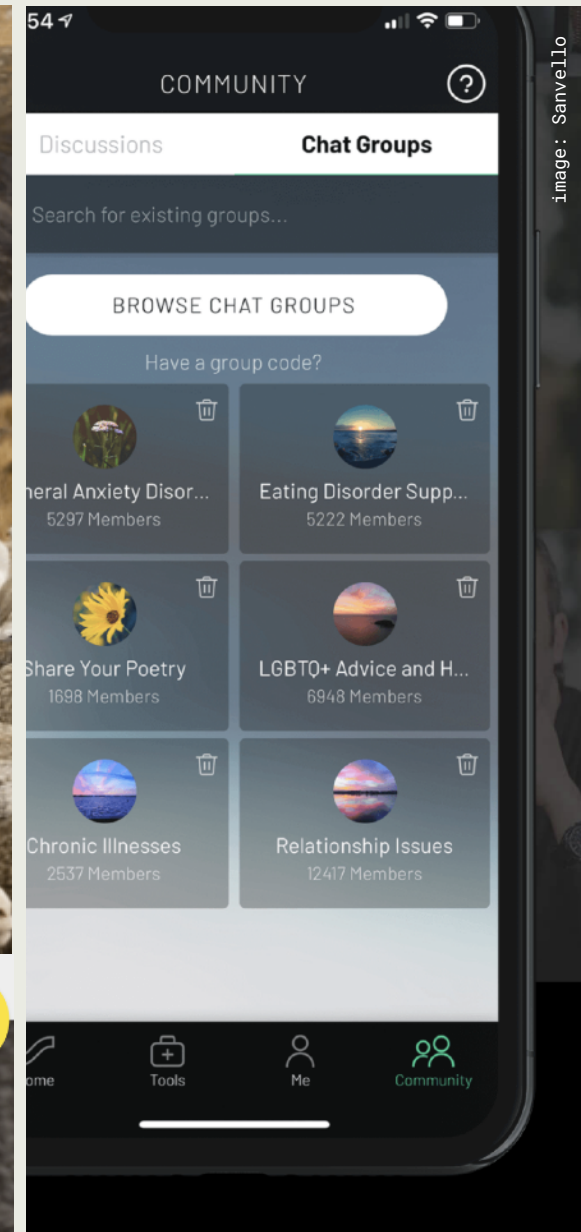 54
COMMUNITY
?
Discussions
Chat Groups
Search for existing groups...
BROWSE CHAT GROUPS
Have a group code?
neral Anxiety Disor...
5297 Members
Eating Disorder Supp...
5222 Members
Share Your Poetry
1698 Members
LGBTQ+ Advice and H...
6948 Members
Chronic Illnesses
2537 Members
Relationship Issues
12417 Members
ome
Tools
Me
Community
image: Sanvello